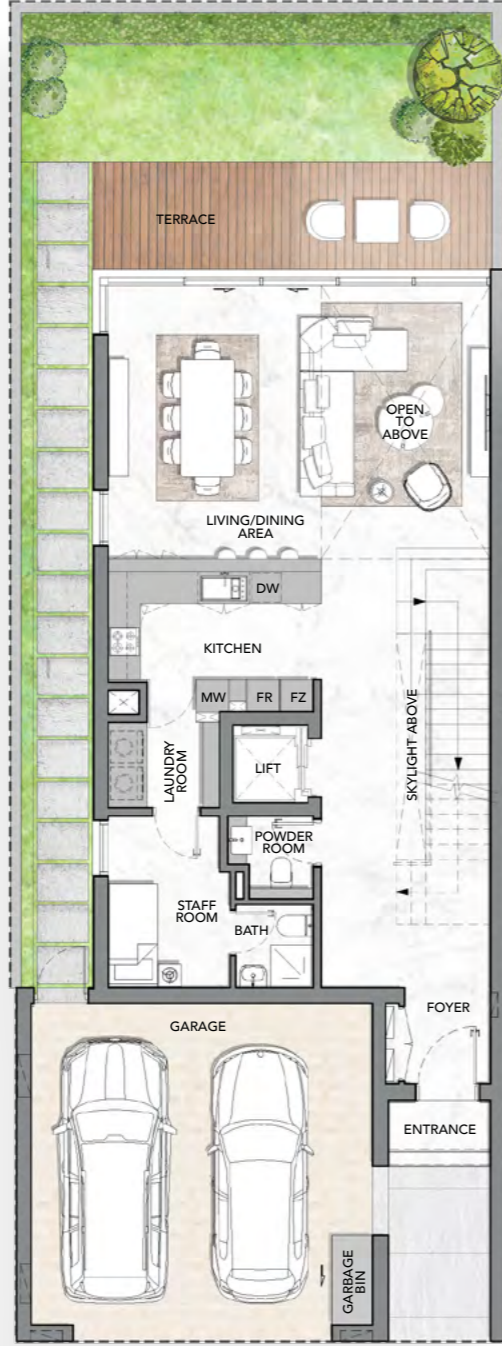 TERRACE
OPEN
TO
ABOVE
LIVING/DINING
AREA
DW
KITCHEN
MW
FR
FZ
LAUNDRY
ROOM
LIFT
SKYLIGHT ABOVE
POWDER
ROOM
STAFF
ROOM
BATH
FOYER
GARAGE
ENTRANCE
GARBAGE
BIN